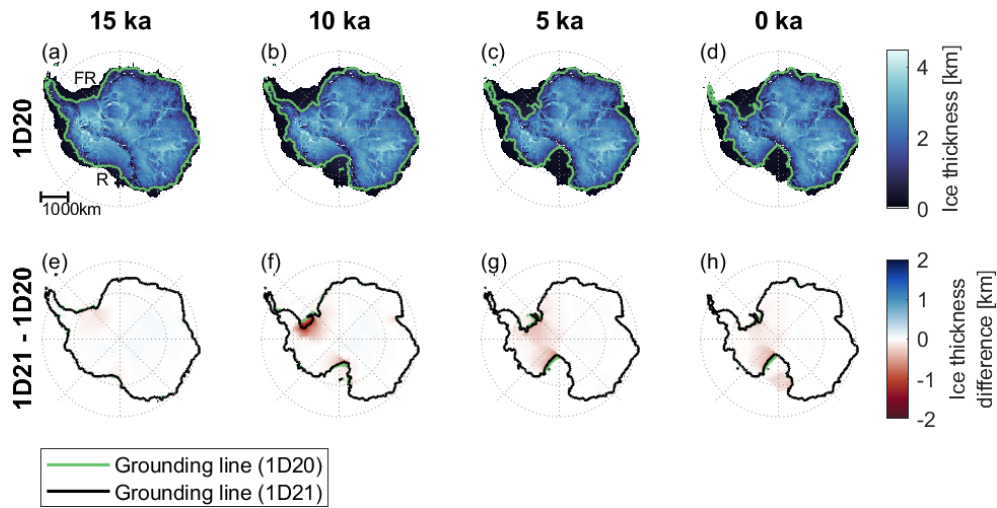 15 ka 10 ka 5 ka 0 ka
1D20
(a) (b) (c) (d)
FR
R
1000km
4
2
0
Ice thickness [km]
1D21 - 1D20
(e) (f) (g) (h)
2
1
0
-1
-2
Ice thickness
difference [km]
Grounding line (1D20)
Grounding line (1D21)